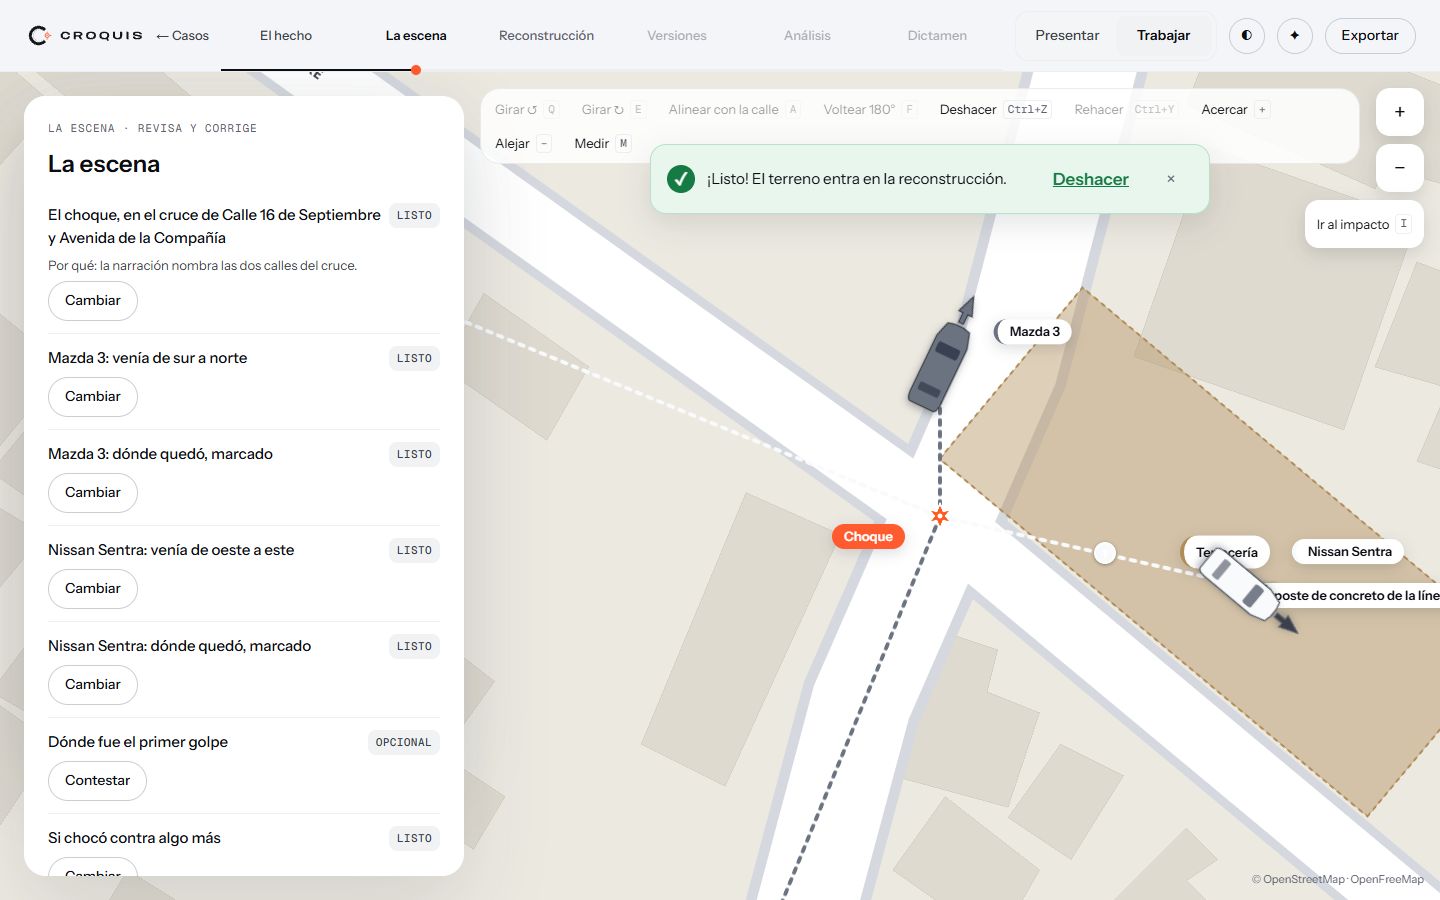 CROQUIS
← Casos
El hecho
La escena
Reconstrucción
Versiones
Análisis
Dictamen
Presentar
Trabajar
Exportar
LA ESCENA · REVISA Y CORRIGE
La escena
El choque, en el cruce de Calle 16 de Septiembre
y Avenida de la Compañía
LISTO
Por qué: la narración nombra las dos calles del cruce.
Cambiar
Mazda 3: venía de sur a norte
LISTO
Cambiar
Mazda 3: dónde quedó, marcado
LISTO
Cambiar
Nissan Sentra: venía de oeste a este
LISTO
Cambiar
Nissan Sentra: dónde quedó, marcado
LISTO
Cambiar
Dónde fue el primer golpe
OPCIONAL
Contestar
Si chocó contra algo más
LISTO
Cambiar
Girar ↺ Q
Girar ↻ E
Alinear con la calle A
Voltear 180° F
Deshacer Ctrl+Z
Rehacer Ctrl+Y
Acercar +
Alejar −
Medir M
¡Listo! El terreno entra en la reconstrucción.
Deshacer
×
+
−
Ir al impacto I
Mazda 3
Choque
Nissan Sentra
poste de concreto de la líne
© OpenStreetMap · OpenFreeMap